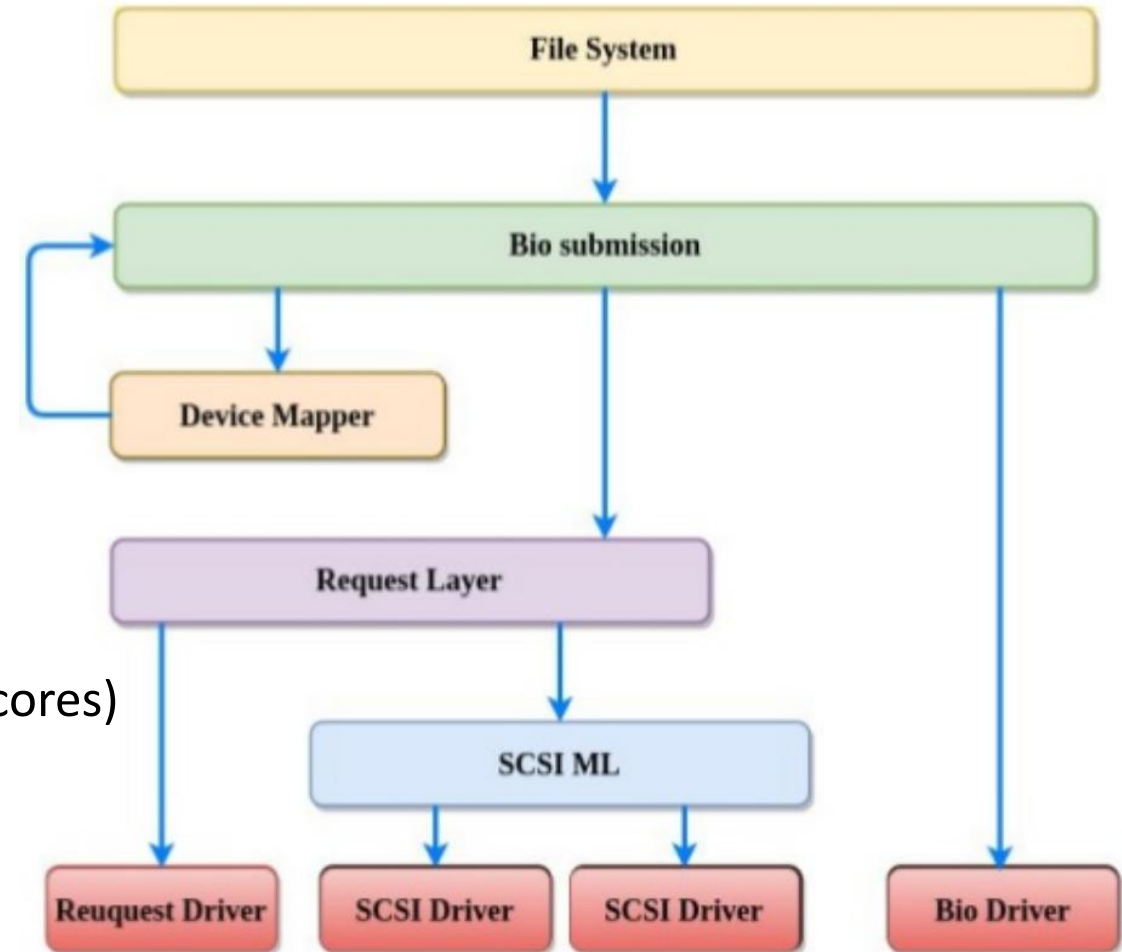 File System
Bio submission
Device Mapper
Request Layer
cores)
SCSI ML
Reuquest Driver
SCSI Driver
SCSI Driver
Bio Driver